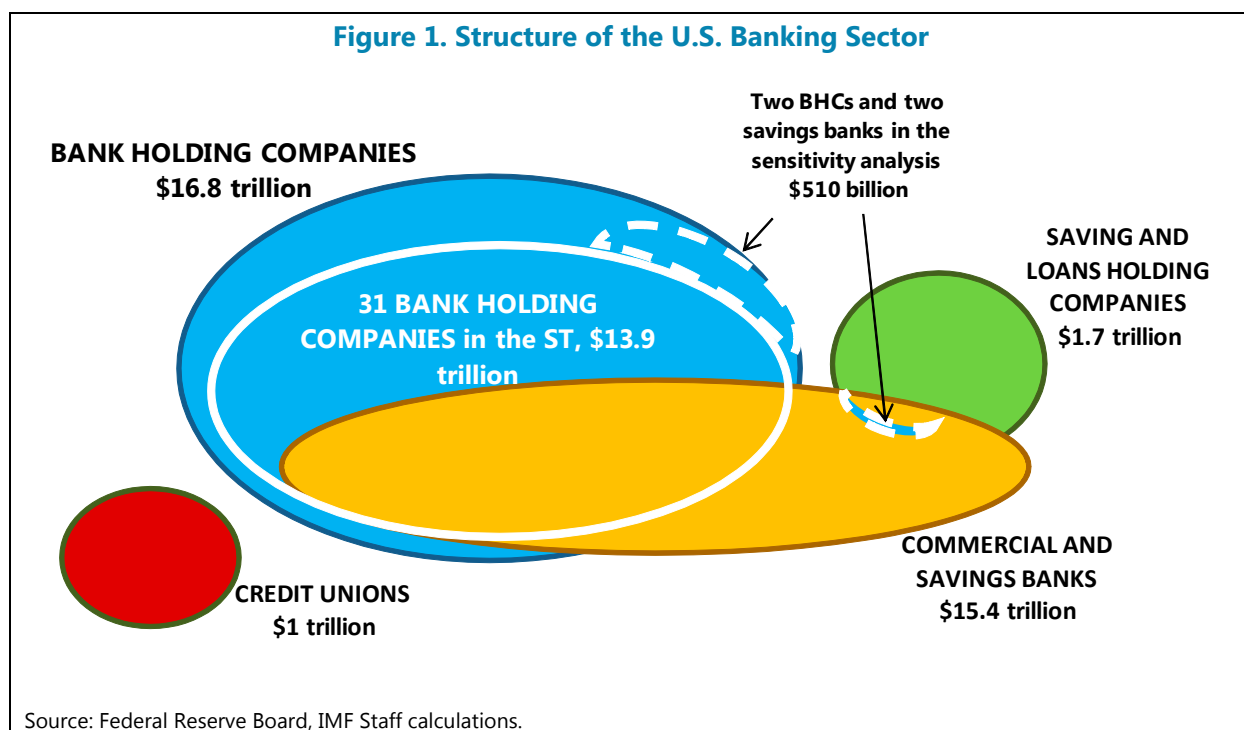 Figure 1. Structure of the U.S. Banking Sector
Two BHCs and two
savings banks in the
sensitivity analysis
$510 billion
BANK HOLDING COMPANIES
$16.8 trillion
SAVING AND
LOANS HOLDING
COMPANIES
$1.7 trillion
31 BANK HOLDING
COMPANIES in the ST, $13.9
trillion
COMMERCIAL AND
SAVINGS BANKS
$15.4 trillion
CREDIT UNIONS
$1 trillion
Source: Federal Reserve Board, IMF Staff calculations.